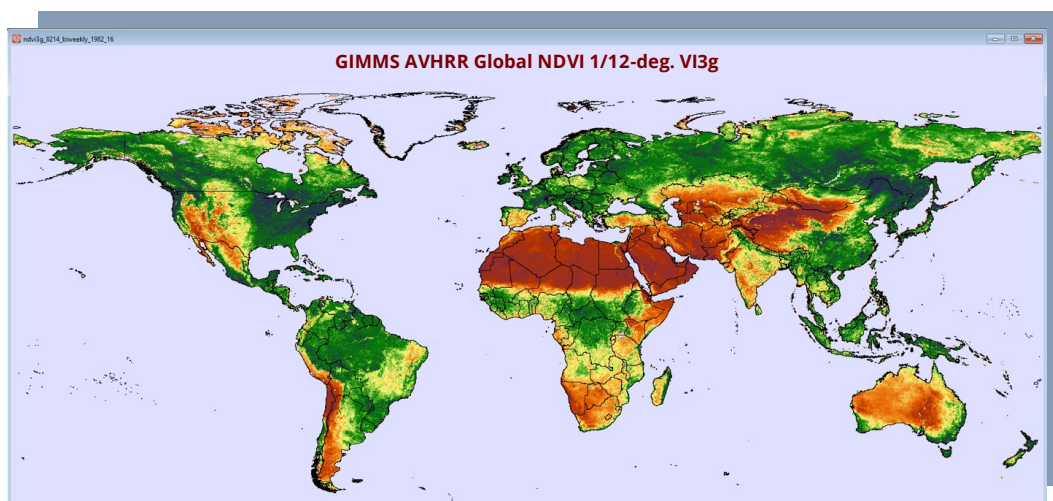 ndvi3g_8214_biweekly_1982_16
GIMMS AVHRR Global NDVI 1/12-deg. VI3g